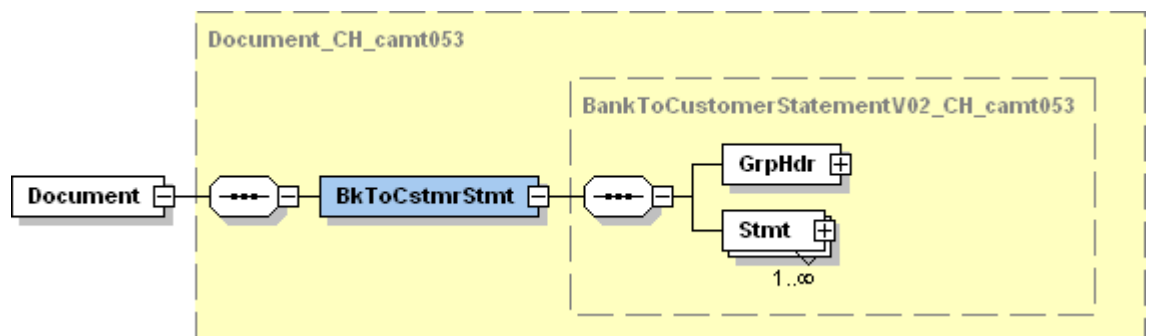 Document_CH_camt053
BankToCustomerStatementV02_CH_camt053
GrpHdr
Document
BkToCstmrStmt
Stmt
1..∞